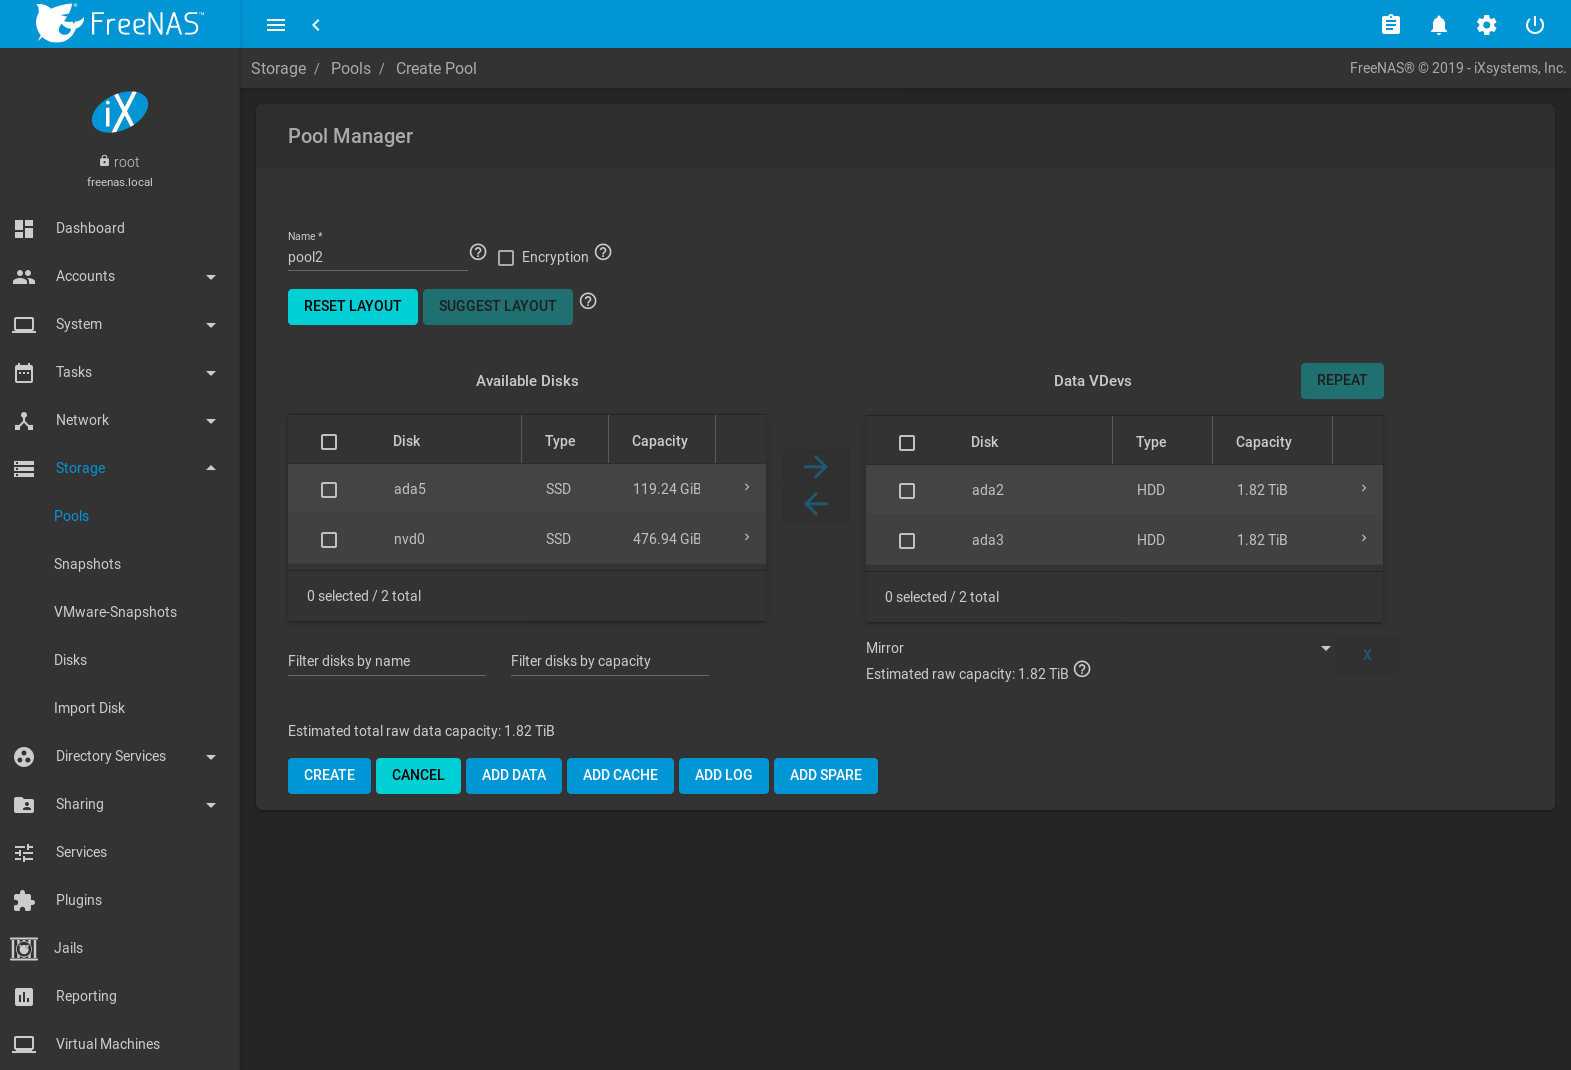 FreeNAS™
Storage / Pools / Create Pool
FreeNAS® © 2019 - iXsystems, Inc.
iX
root
freenas.local
Dashboard
Accounts
System
Tasks
Network
Storage
Pools
Snapshots
VMware-Snapshots
Disks
Import Disk
Directory Services
Sharing
Services
Plugins
Jails
Reporting
Virtual Machines
Pool Manager
Name *
pool2
Encryption
RESET LAYOUT SUGGEST LAYOUT
Available Disks
Disk Type Capacity
ada5 SSD 119.24 GiB
nvd0 SSD 476.94 GiB
0 selected / 2 total
Filter disks by name Filter disks by capacity
Data VDevs REPEAT
Disk Type Capacity
ada2 HDD 1.82 TiB
ada3 HDD 1.82 TiB
0 selected / 2 total
Mirror X
Estimated raw capacity: 1.82 TiB
Estimated total raw data capacity: 1.82 TiB
CREATE CANCEL ADD DATA ADD CACHE ADD LOG ADD SPARE